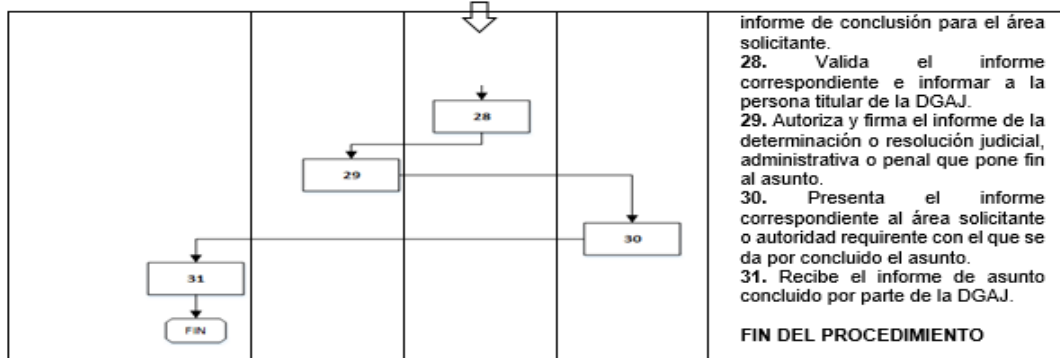 informe de conclusión para el área
solicitante.
28. Valida el informe
correspondiente e informar a la
persona titular de la DGAJ.
29. Autoriza y firma el informe de la
determinación o resolución judicial,
administrativa o penal que pone fin
al asunto.
30. Presenta el informe
correspondiente al área solicitante
o autoridad requirente con el que se
da por concluido el asunto.
31. Recibe el informe de asunto
concluido por parte de la DGAJ.
FIN DEL PROCEDIMIENTO
28
29
30
31
FIN